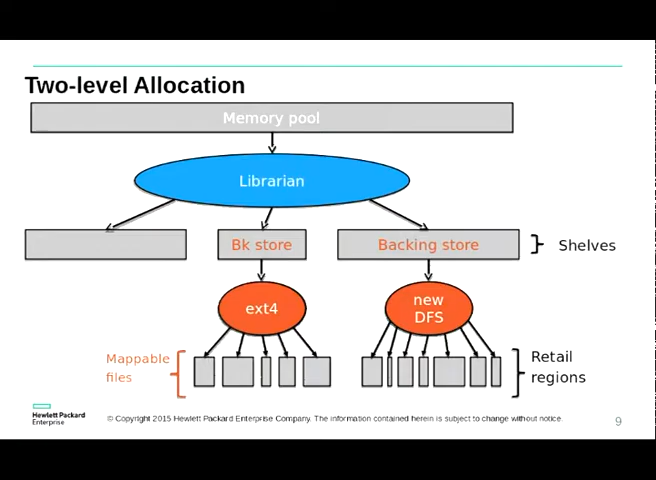 Two-level Allocation
Memory pool
Librarian
Bk store
Backing store
Shelves
ext4
new
DFS
Mappable
files
Retail
regions
Hewlett Packard
Enterprise
© Copyright 2015 Hewlett Packard Enterprise Company. The information contained herein is subject to change without notice.
9